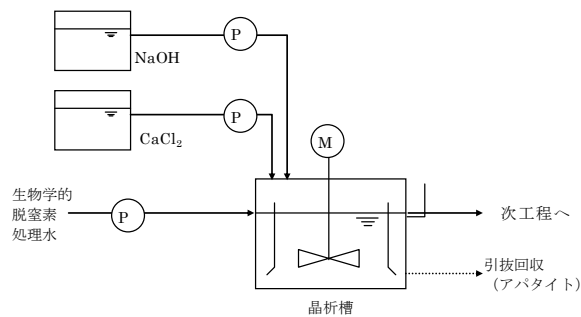 P
NaOH
P
CaCl₂
M
生物学的
脱窒素
処理水
P
次工程へ
引抜回収
（アパタイト）
晶析槽